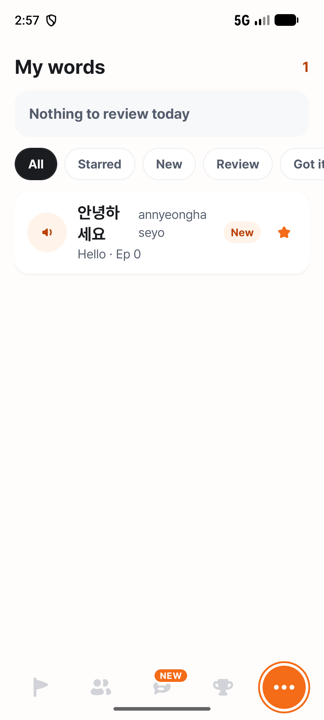 2:57
5G
My words
1
Nothing to review today
All
Starred
New
Review
Got it
안녕하
세요
annyeongha
seyo
New
Hello · Ep 0
NEW